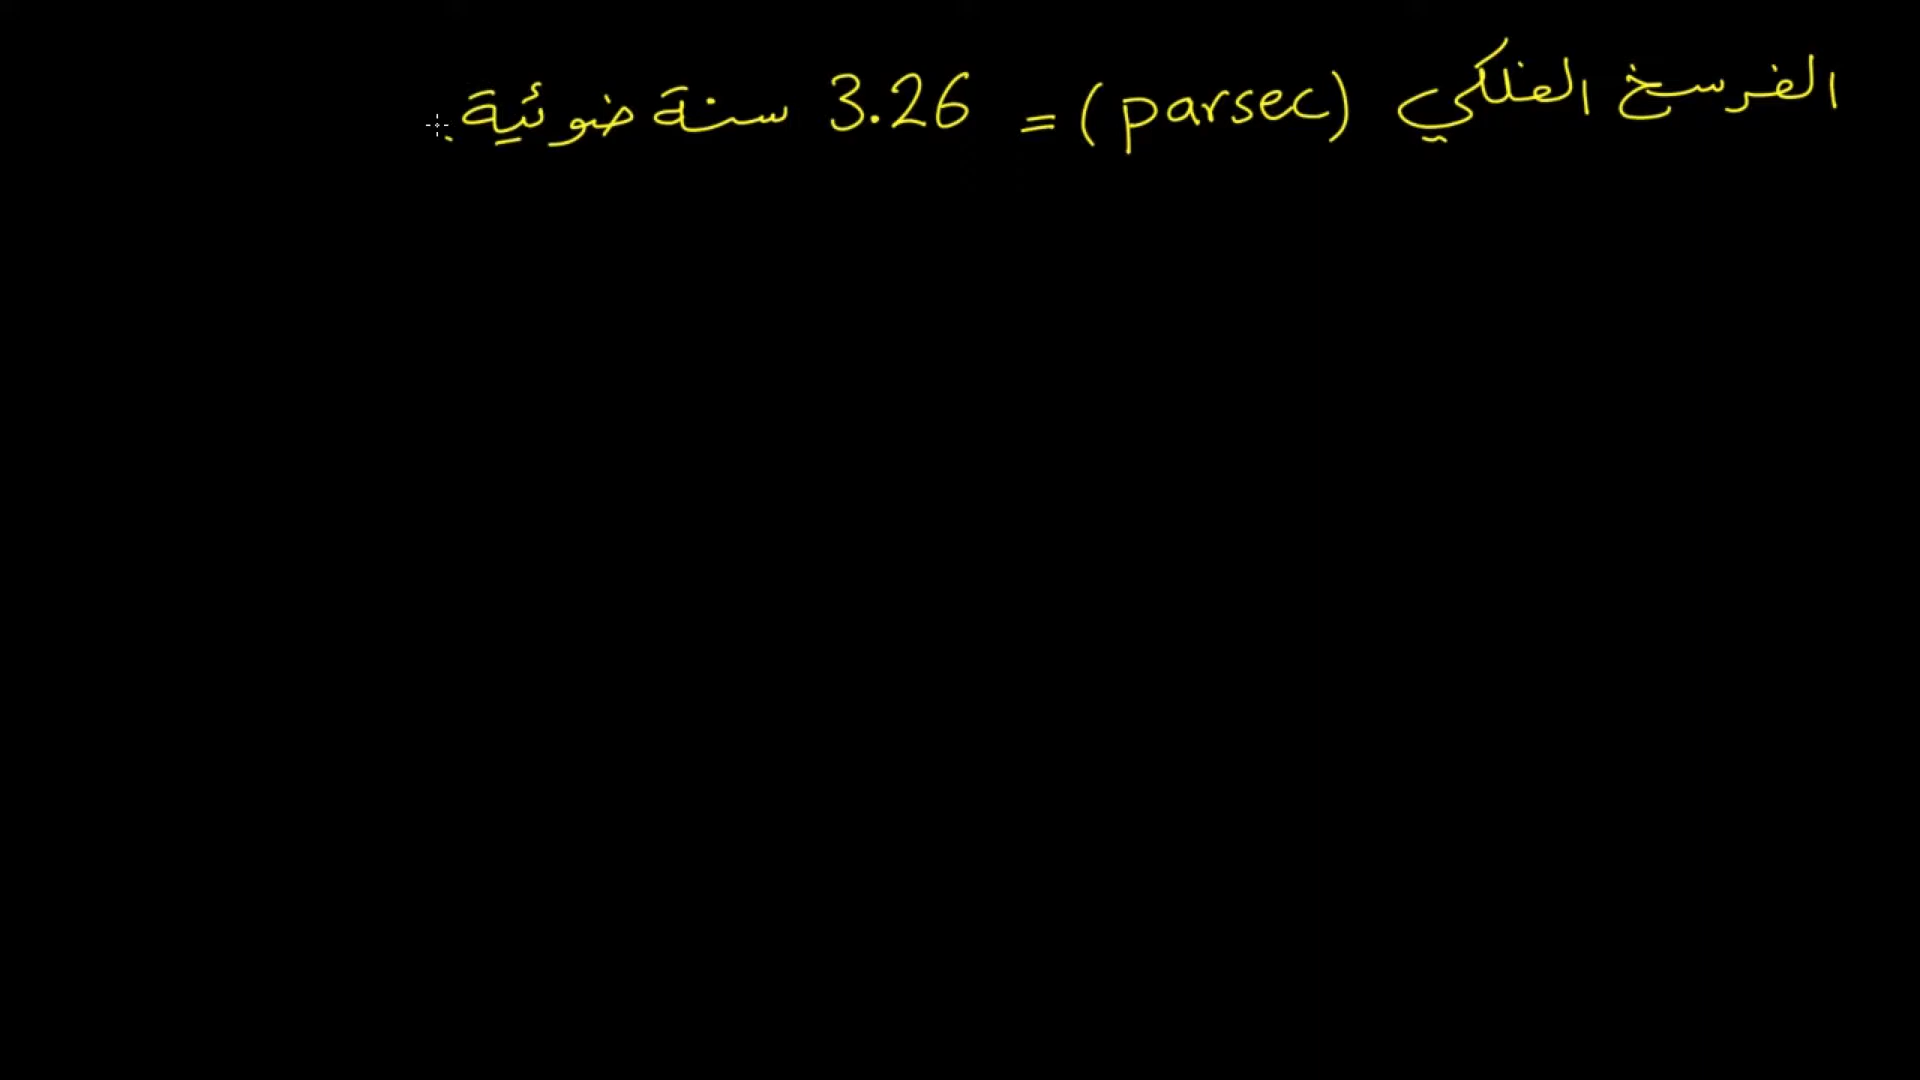 الفرسخ الفلكي (parsec) = 3.26 سنة ضوئية.